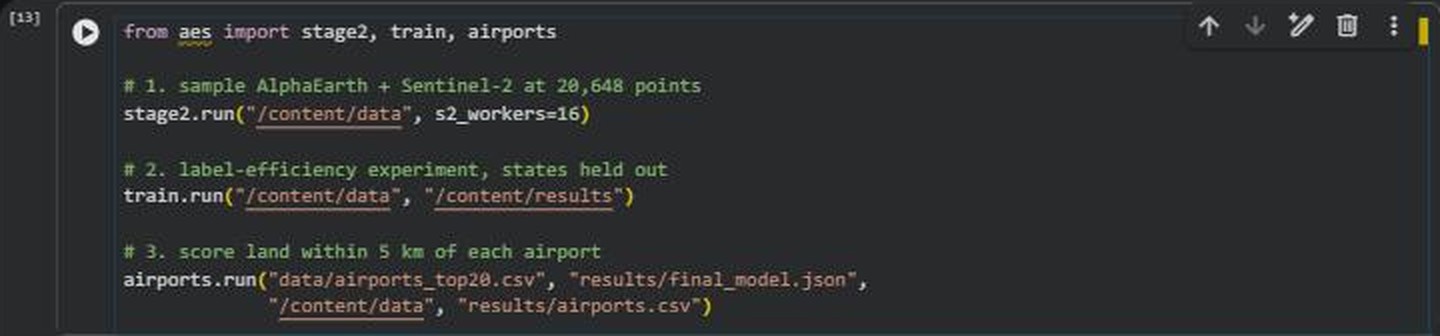 [13]
from aes import stage2, train, airports
# 1. sample AlphaEarth + Sentinel-2 at 20,648 points
stage2.run("/content/data", s2_workers=16)
# 2. label-efficiency experiment, states held out
train.run("/content/data", "/content/results")
# 3. score land within 5 km of each airport
airports.run("data/airports_top20.csv", "results/final_model.json",
"/content/data", "results/airports.csv")